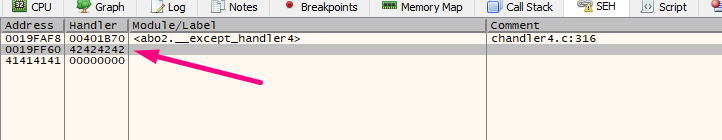 CPU Graph Log Notes Breakpoints Memory Map Call Stack SEH Script
Address Handler Module/Label Comment
0019FAF8 00401B70 <abo2.__except_handler4> chandler4.c:316
0019FF60 42424242
41414141 00000000